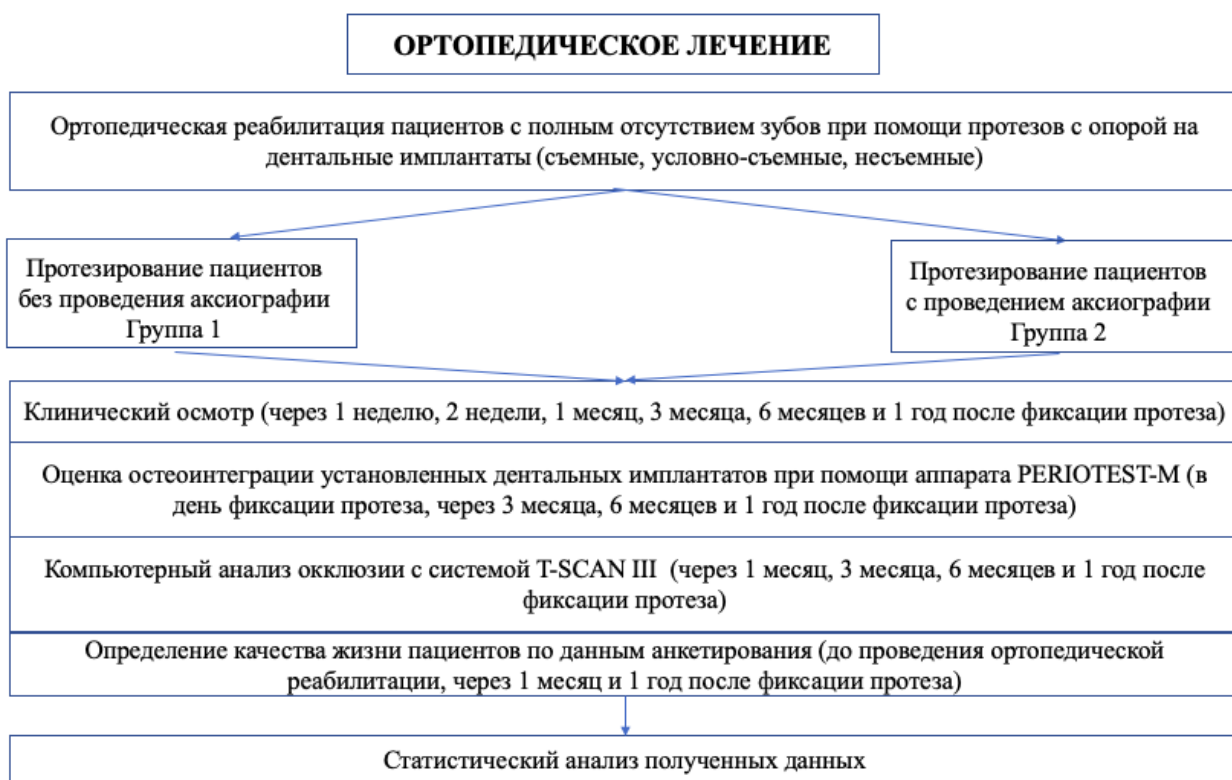 ОРТОПЕДИЧЕСКОЕ ЛЕЧЕНИЕ
Ортопедическая реабилитация пациентов с полным отсутствием зубов при помощи протезов с опорой на
дентальные имплантаты (съемные, условно-съемные, несъемные)
Протезирование пациентов
без проведения аксиографии
Группа 1
Протезирование пациентов
с проведением аксиографии
Группа 2
Клинический осмотр (через 1 неделю, 2 недели, 1 месяц, 3 месяца, 6 месяцев и 1 год после фиксации протеза)
Оценка остеоинтеграции установленных дентальных имплантатов при помощи аппарата PERIOTEST-M (в
день фиксации протеза, через 3 месяца, 6 месяцев и 1 год после фиксации протеза)
Компьютерный анализ окклюзии с системой T-SCAN III (через 1 месяц, 3 месяца, 6 месяцев и 1 год после
фиксации протеза)
Определение качества жизни пациентов по данным анкетирования (до проведения ортопедической
реабилитации, через 1 месяц и 1 год после фиксации протеза)
Статистический анализ полученных данных